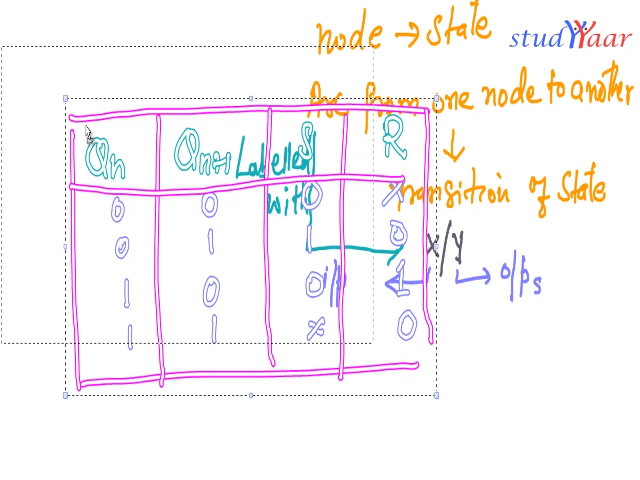 node → state
studYYaar
Arc from one node to another
↓
Transition of State
Labelled
with
x/y
i/p
→ o/ps
Qn Qn+1 S R
0 0 0 X
0 1 1 0
1 0 0 1
1 1 X 0